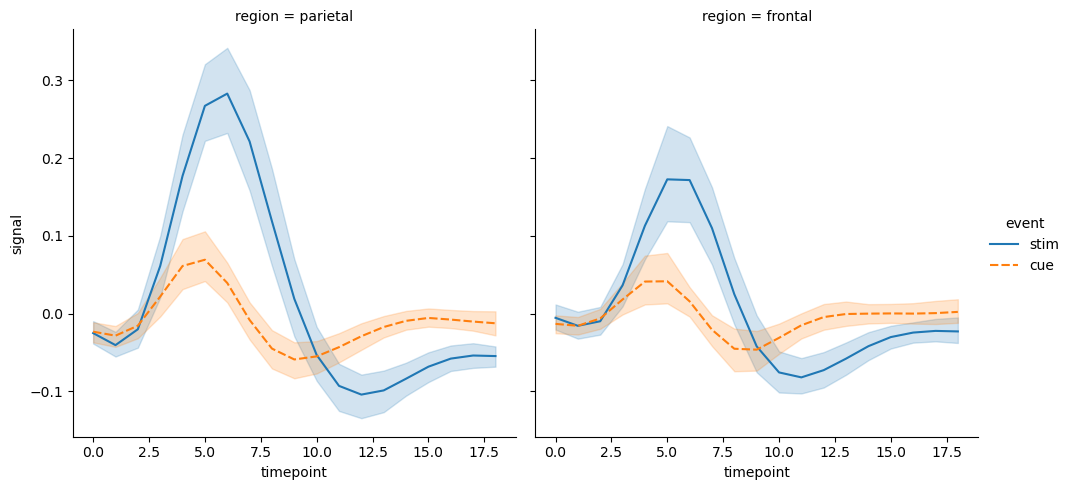 region = parietal
region = frontal
signal
0.3
0.2
0.1
0.0
−0.1
0.0 2.5 5.0 7.5 10.0 12.5 15.0 17.5
timepoint
0.0 2.5 5.0 7.5 10.0 12.5 15.0 17.5
timepoint
event
stim
cue